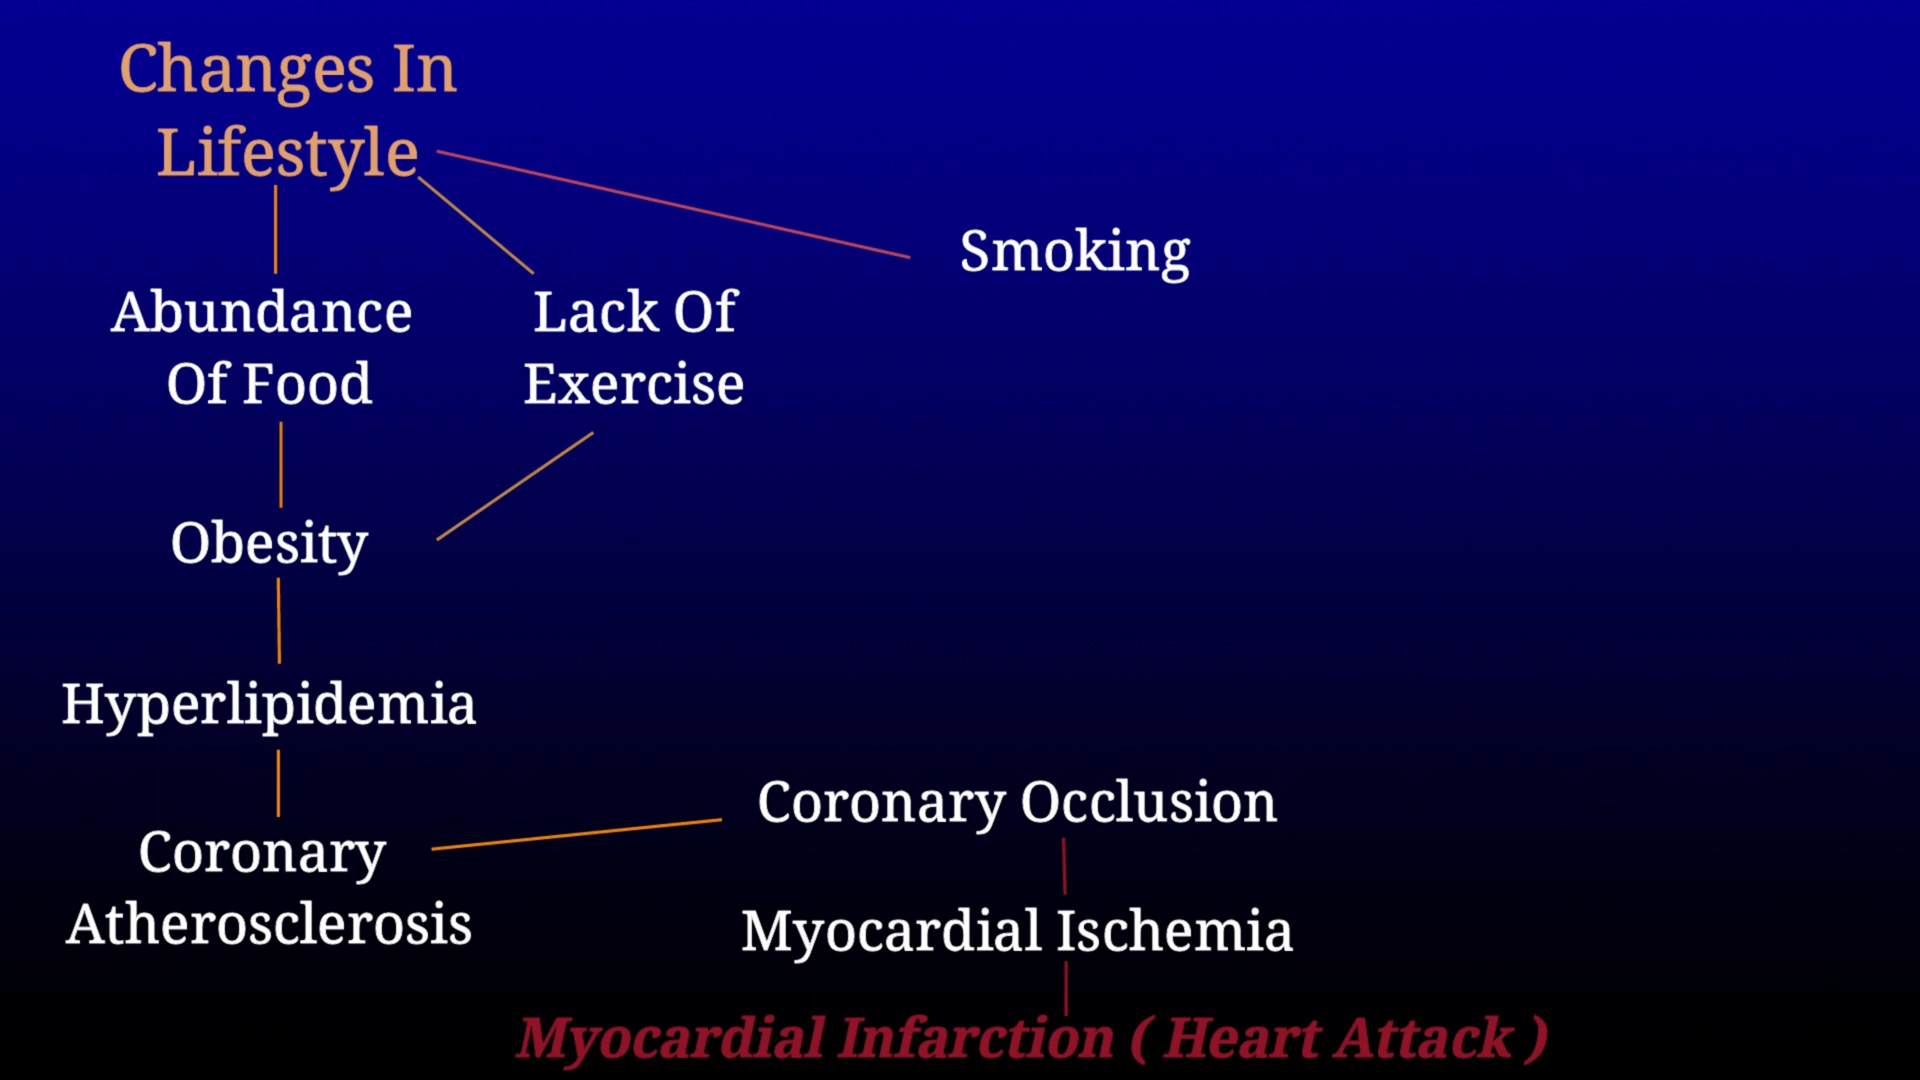 Changes In
Lifestyle
Smoking
Abundance
Of Food
Lack Of
Exercise
Obesity
Hyperlipidemia
Coronary
Atherosclerosis
Coronary Occlusion
Myocardial Ischemia
Myocardial Infarction ( Heart Attack )